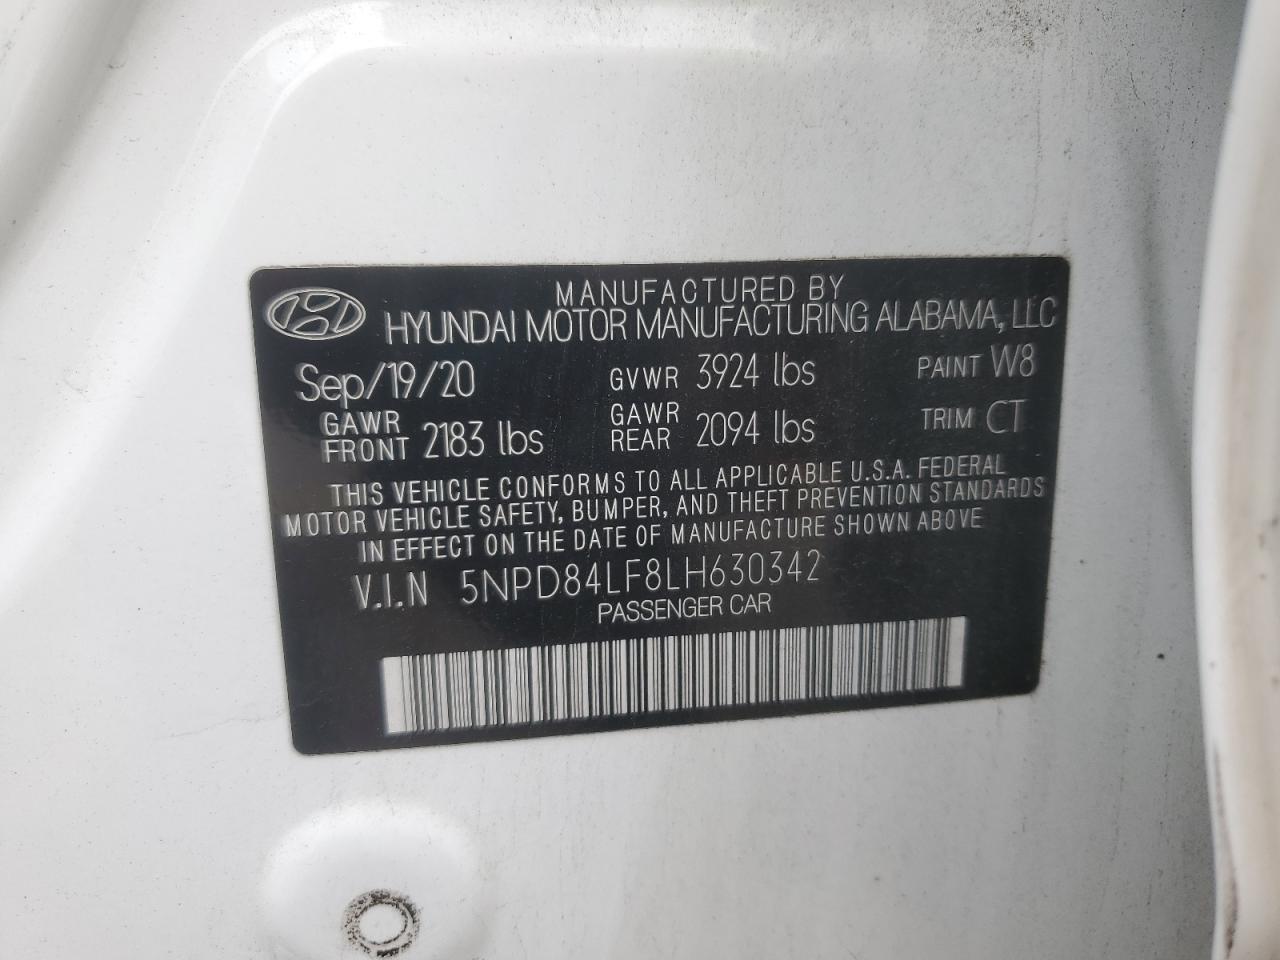 MANUFACTURED BY
HYUNDAI MOTOR MANUFACTURING ALABAMA, LLC
Sep/19/20 GVWR 3924 lbs PAINT W8
GAWR FRONT 2183 lbs GAWR REAR 2094 lbs TRIM CT
THIS VEHICLE CONFORMS TO ALL APPLICABLE U.S.A. FEDERAL
MOTOR VEHICLE SAFETY, BUMPER, AND THEFT PREVENTION STANDARDS
IN EFFECT ON THE DATE OF MANUFACTURE SHOWN ABOVE
V.I.N 5NPD84LF8LH630342
PASSENGER CAR